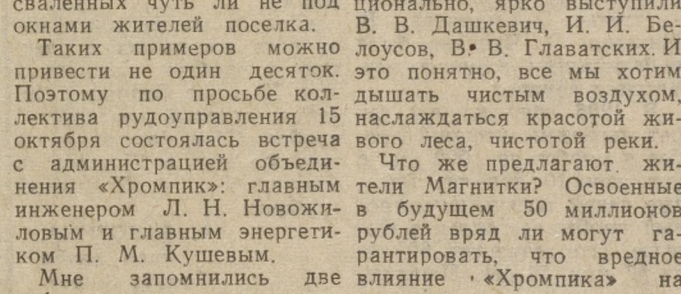 сваленных чуть ли не под
окнами жителей поселка.
Таких примеров можно
привести не один десяток.
Поэтому по просьбе кол-
лектива рудоуправления 15
октября состоялась встреча
с администрацией объеди-
нения «Хромпик»: главным
инженером Л. Н. Новожи-
ловым и главным энергети-
ком П. М. Кушевым.
Мне запомнились две
ционально, ярко выступили
В. В. Дашкевич, И. И. Бе-
лоусов, В. В. Главатских. И
это понятно, все мы хотим
дышать чистым воздухом,
наслаждаться красотой жи-
вого леса, чистотой реки.
Что же предлагают жи-
тели Магнитки? Освоенные
в будущем 50 миллионов
рублей вряд ли могут га-
рантировать, что вредное
влияние «Хромпика» на